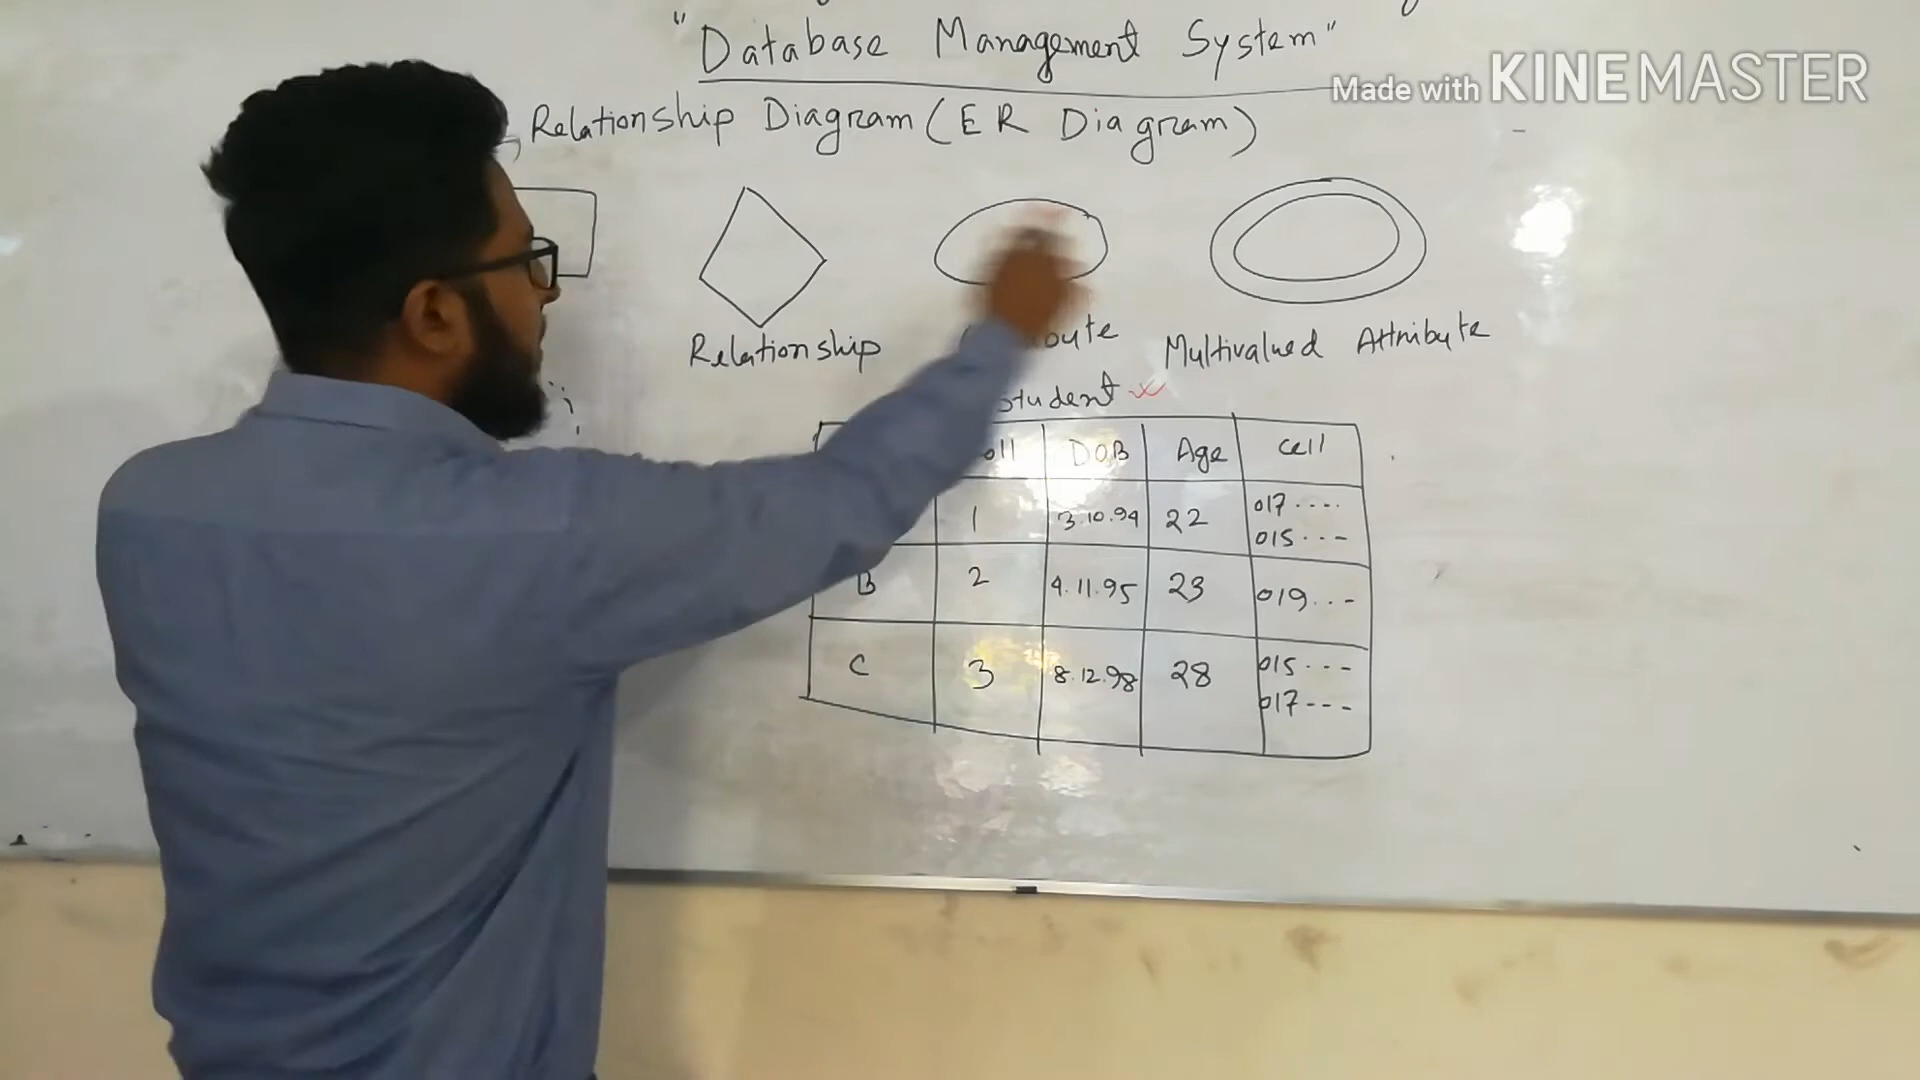 "Database Management System"
Made with KINEMASTER
Relationship Diagram (ER Diagram)
Relationship
Multivalued Attribute
Student
DOB Age Cell
1 3.10.94 22 017....
015...-
B 2 4.11.95 23 019...-
C 3 8.12.98 28 015...-
017---